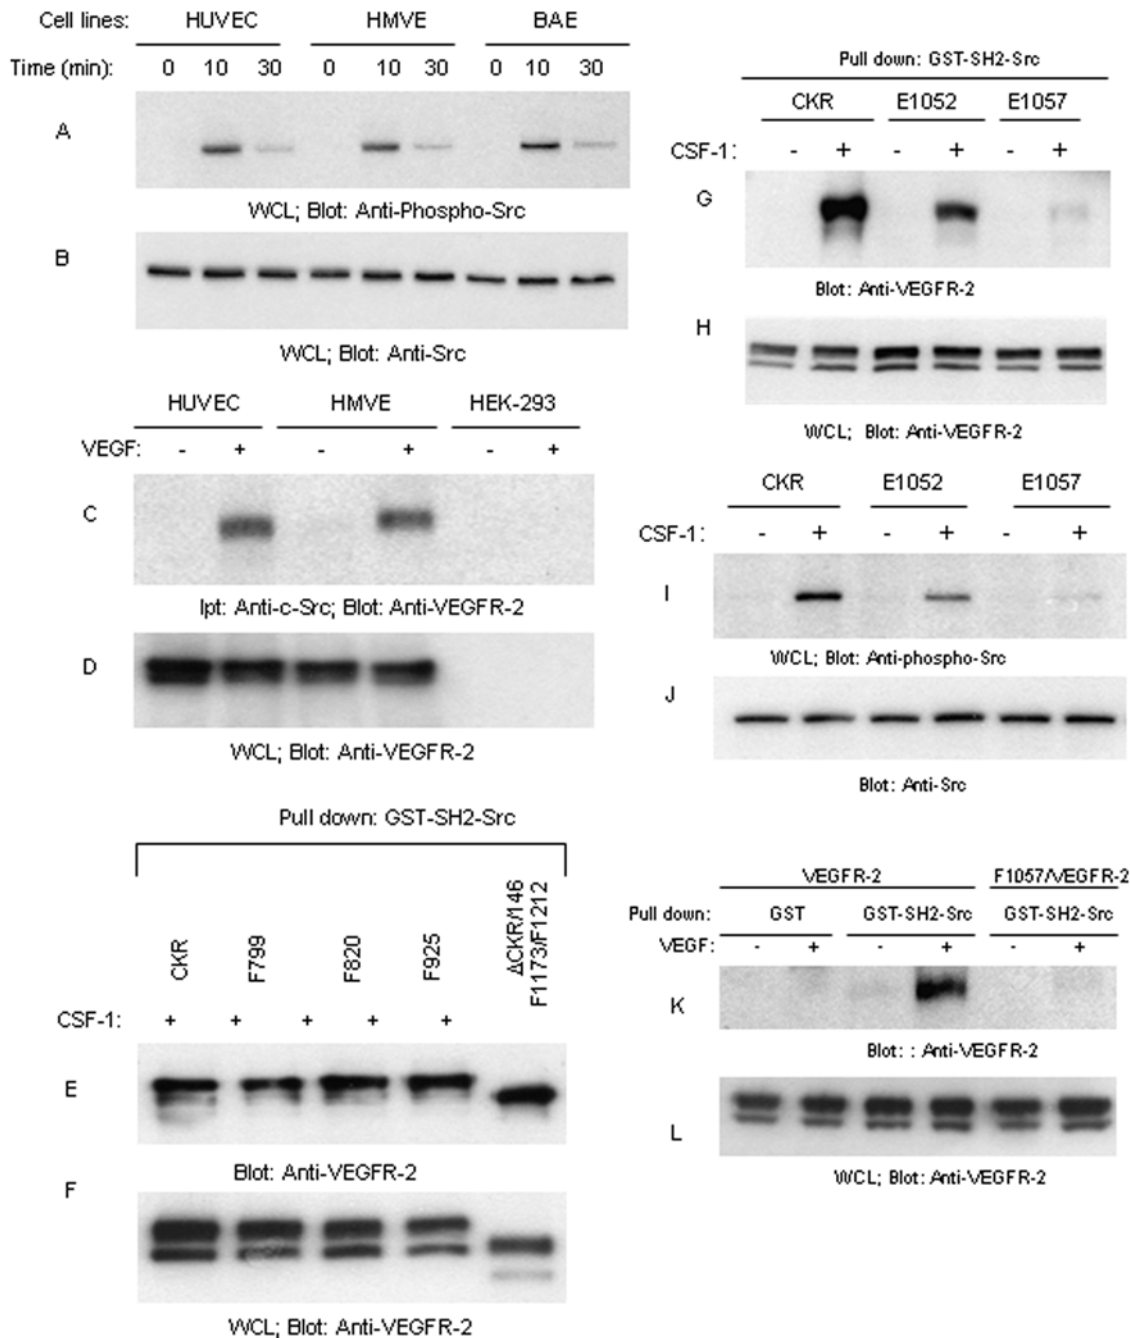 Cell lines: HUVEC HMVE BAE
Time (min): 0 10 30 0 10 30 0 10 30
A
WCL; Blot: Anti-Phospho-Src
B
WCL; Blot: Anti-Src
HUVEC HMVE HEK-293
VEGF: - + - + - +
C
Ipt: Anti-c-Src; Blot: Anti-VEGFR-2
D
WCL; Blot: Anti-VEGFR-2
Pull down: GST-SH2-Src
CKR F799 F820 F925 ΔCKR/146 F1173/F1212
CSF-1: + + + + +
E
Blot: Anti-VEGFR-2
F
WCL; Blot: Anti-VEGFR-2
Pull down: GST-SH2-Src
CKR E1052 E1057
CSF-1: - + - + - +
G
Blot: Anti-VEGFR-2
H
WCL; Blot: Anti-VEGFR-2
CKR E1052 E1057
CSF-1: - + - + - +
I
WCL; Blot: Anti-phospho-Src
J
Blot: Anti-Src
VEGFR-2 F1057/VEGFR-2
Pull down: GST GST-SH2-Src GST-SH2-Src
VEGF: - + - + - +
K
Blot: : Anti-VEGFR-2
L
WCL; Blot: Anti-VEGFR-2